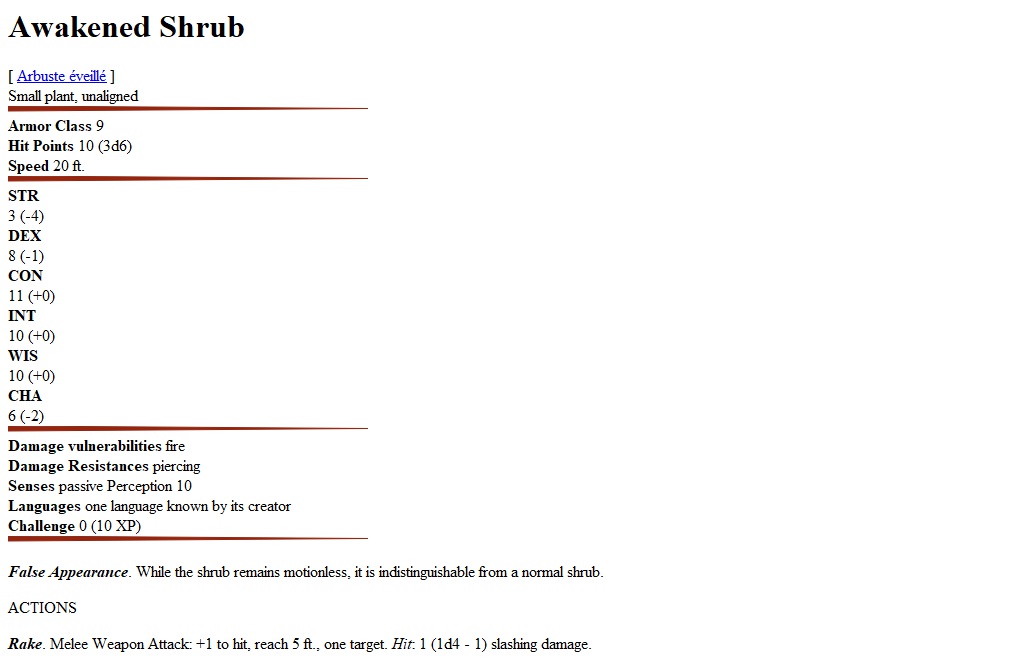 Awakened Shrub
[ Arbuste éveillé ]
Small plant, unaligned
Armor Class 9
Hit Points 10 (3d6)
Speed 20 ft.
STR
3 (-4)
DEX
8 (-1)
CON
11 (+0)
INT
10 (+0)
WIS
10 (+0)
CHA
6 (-2)
Damage vulnerabilities fire
Damage Resistances piercing
Senses passive Perception 10
Languages one language known by its creator
Challenge 0 (10 XP)
False Appearance. While the shrub remains motionless, it is indistinguishable from a normal shrub.
ACTIONS
Rake. Melee Weapon Attack: +1 to hit, reach 5 ft., one target. Hit: 1 (1d4 - 1) slashing damage.